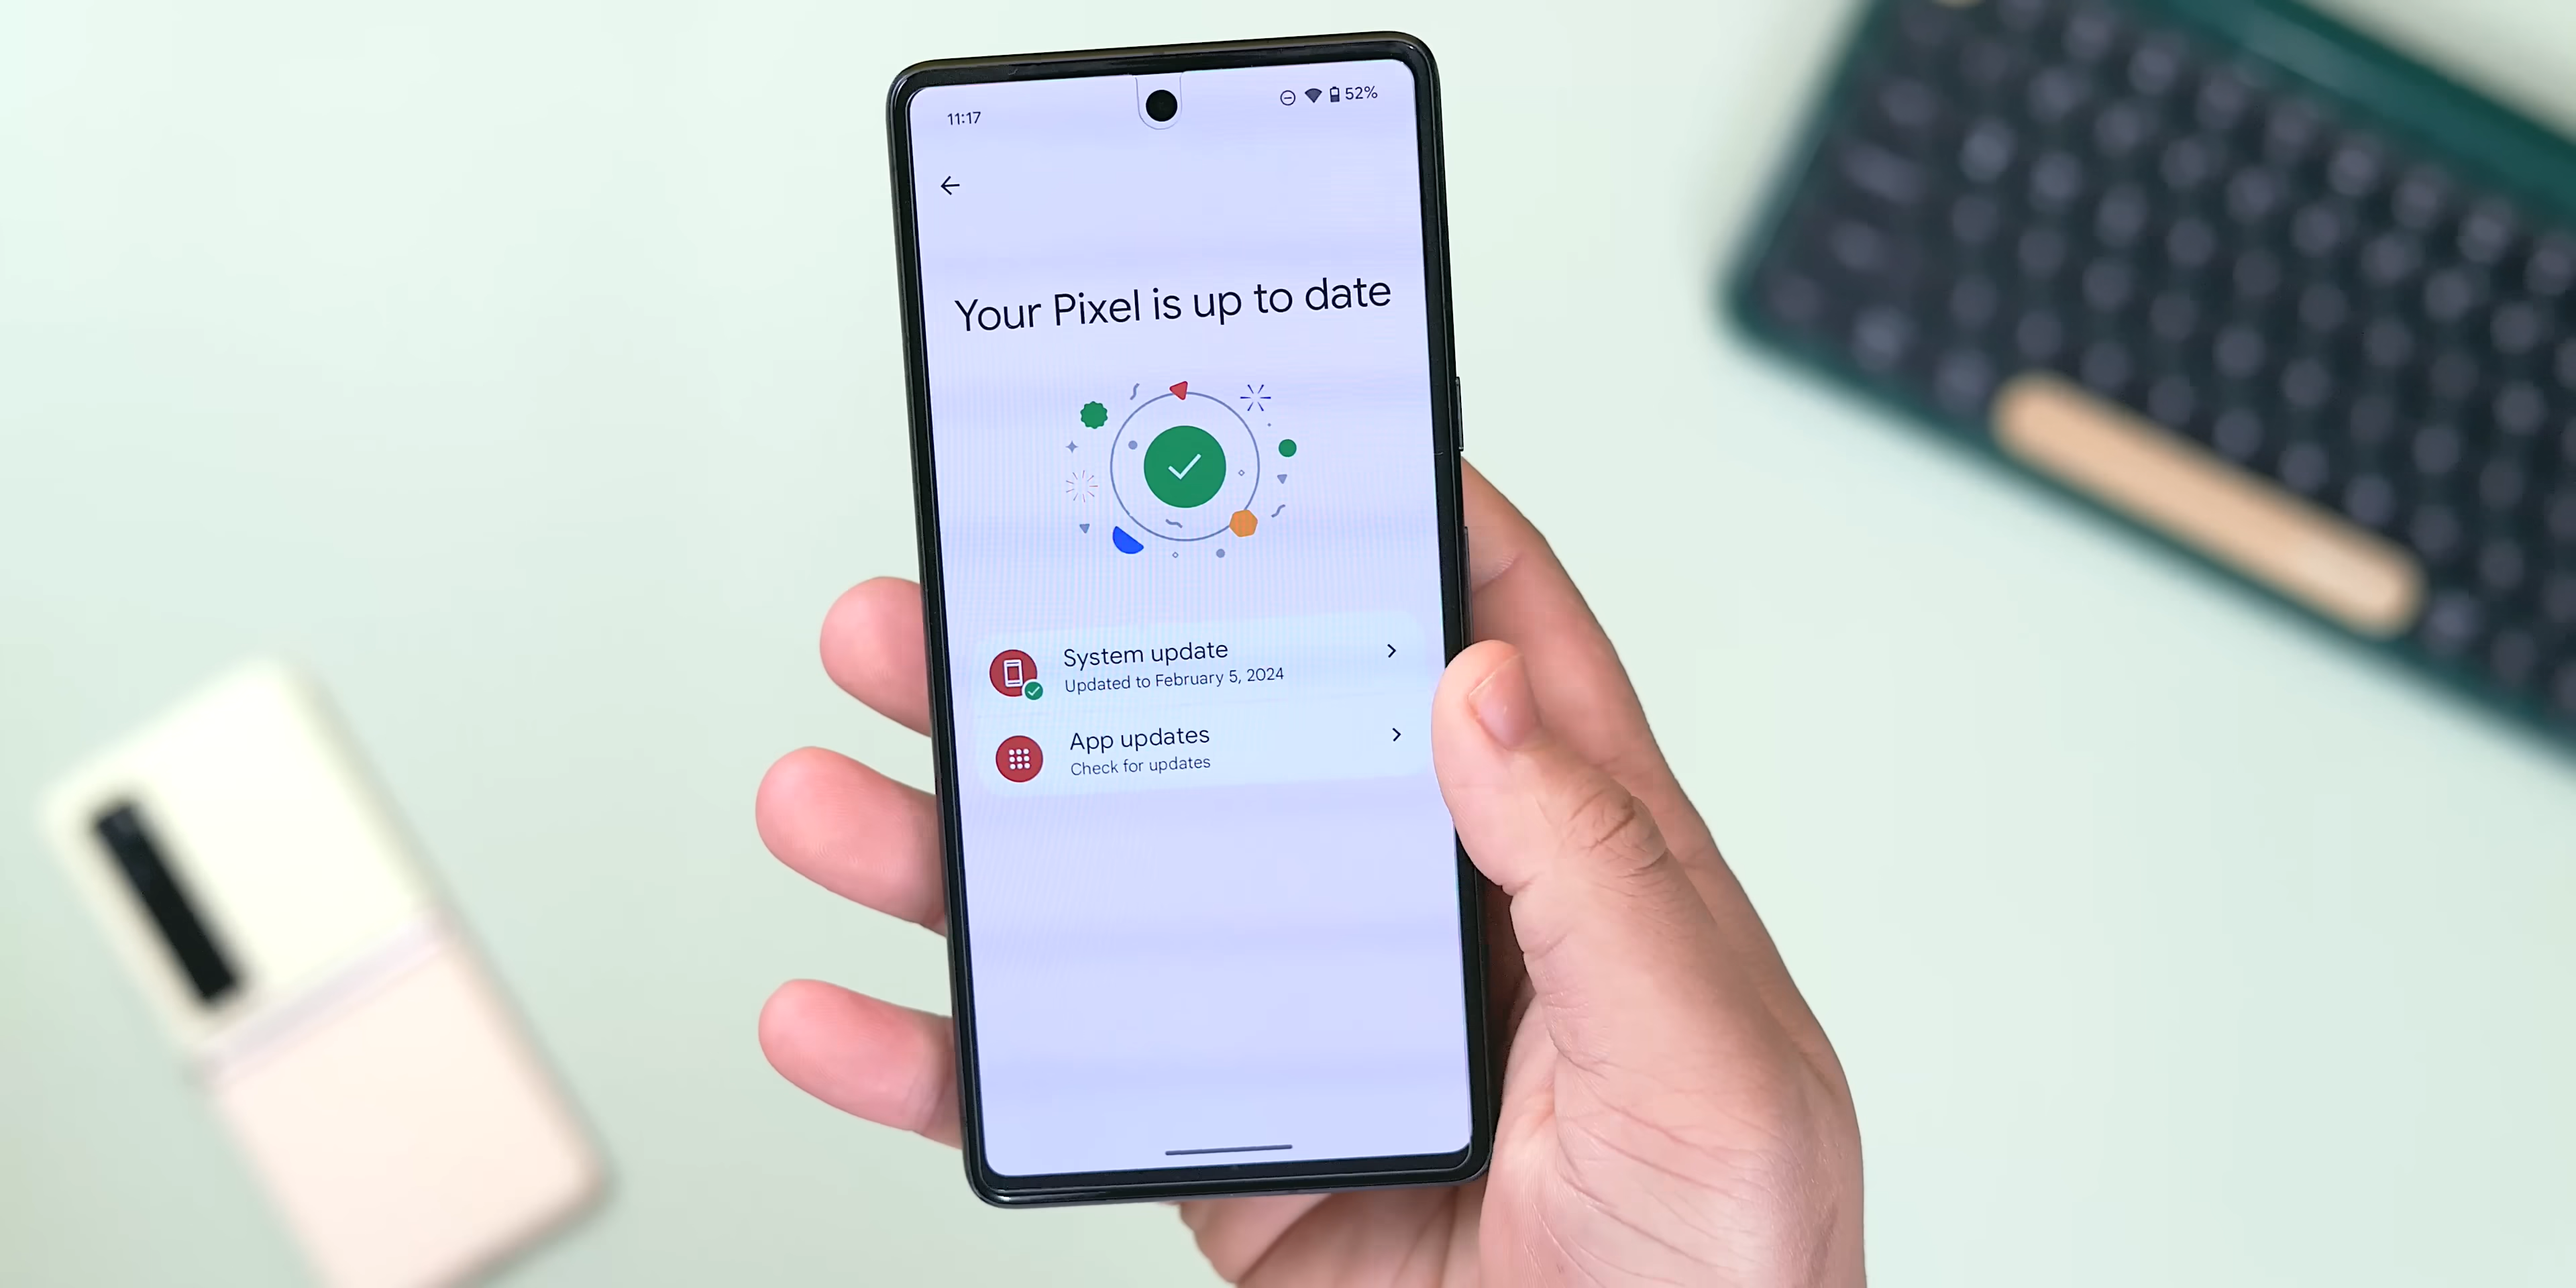 11:17
52%
Your Pixel is up to date
System update
Updated to February 5, 2024
App updates
Check for updates